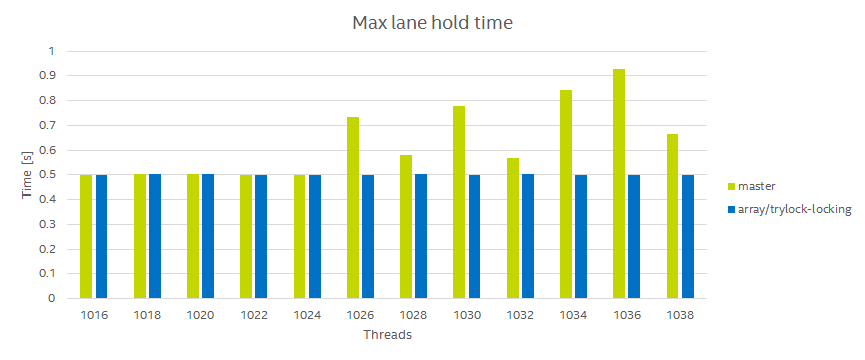 Max lane hold time
1
0.9
0.8
0.7
0.6
0.5
0.4
0.3
0.2
0.1
0
Time [s]
1016 1018 1020 1022 1024 1026 1028 1030 1032 1034 1036 1038
Threads
master
array/trylock-locking